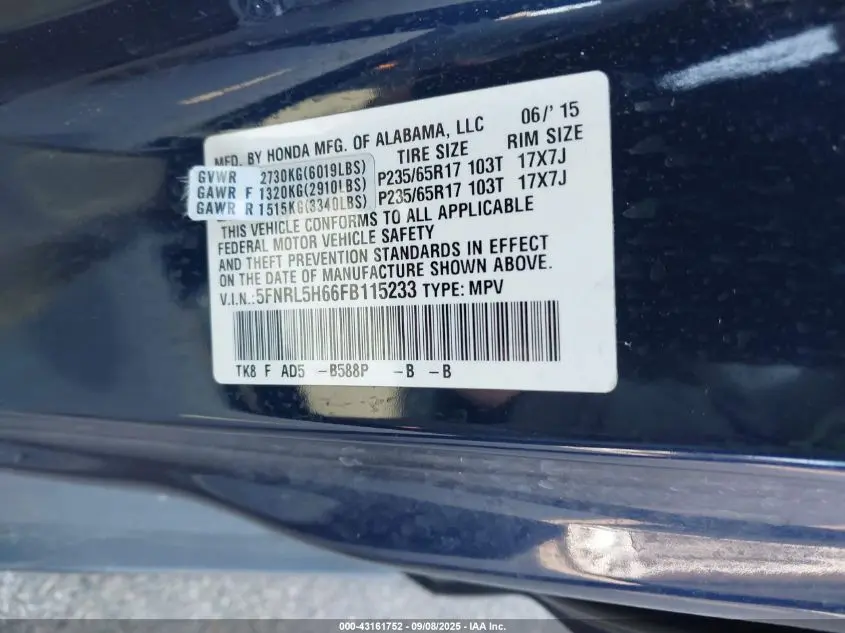 MFD. BY HONDA MFG. OF ALABAMA, LLC 06/' 15
TIRE SIZE RIM SIZE
GVWR 2730KG(6019LBS)
GAWR F 1320KG(2910LBS) P235/65R17 103T 17X7J
GAWR R 1515KG(3340LBS) P235/65R17 103T 17X7J
THIS VEHICLE CONFORMS TO ALL APPLICABLE
FEDERAL MOTOR VEHICLE SAFETY
AND THEFT PREVENTION STANDARDS IN EFFECT
ON THE DATE OF MANUFACTURE SHOWN ABOVE.
V.I.N.:5FNRL5H66FB115233 TYPE: MPV
TK8 F AD5 -B588P -B -B
000-43161752 - 09/08/2025 - IAA Inc.